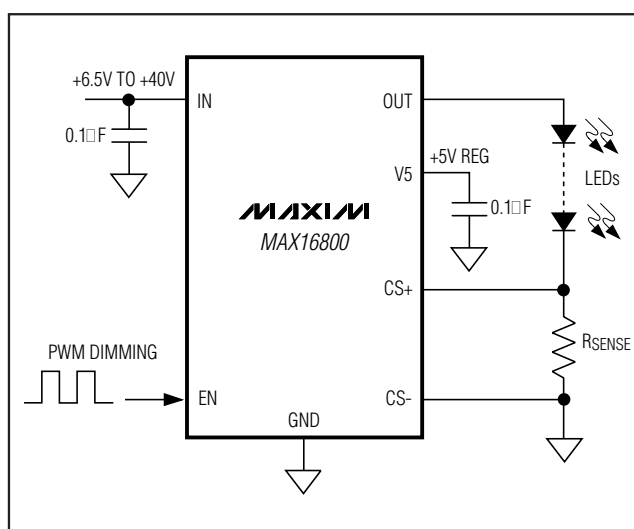 +6.5V TO +40V
IN
OUT
0.1▯F
+5V REG
V5
LEDs
0.1▯F
MAXIM
MAX16800
CS+
RSENSE
PWM DIMMING
EN
CS-
GND